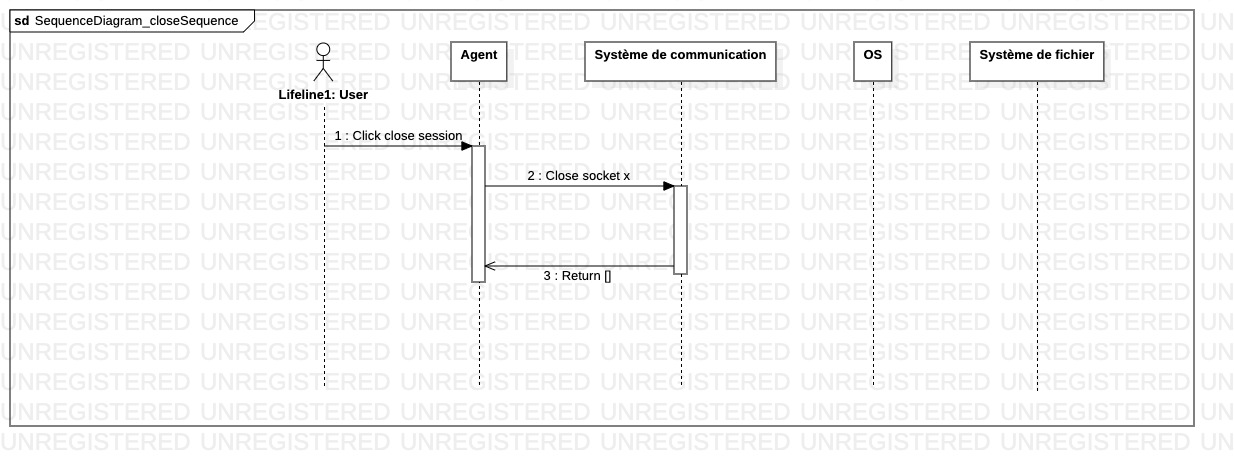 sd SequenceDiagram_closeSequence
Agent
Système de communication
OS
Système de fichier
Lifeline1: User
1 : Click close session
2 : Close socket x
3 : Return []
UNREGISTERED UNREGISTERED UNREGISTERED UNREGISTERED UNREGISTERED UNREGISTERED UN